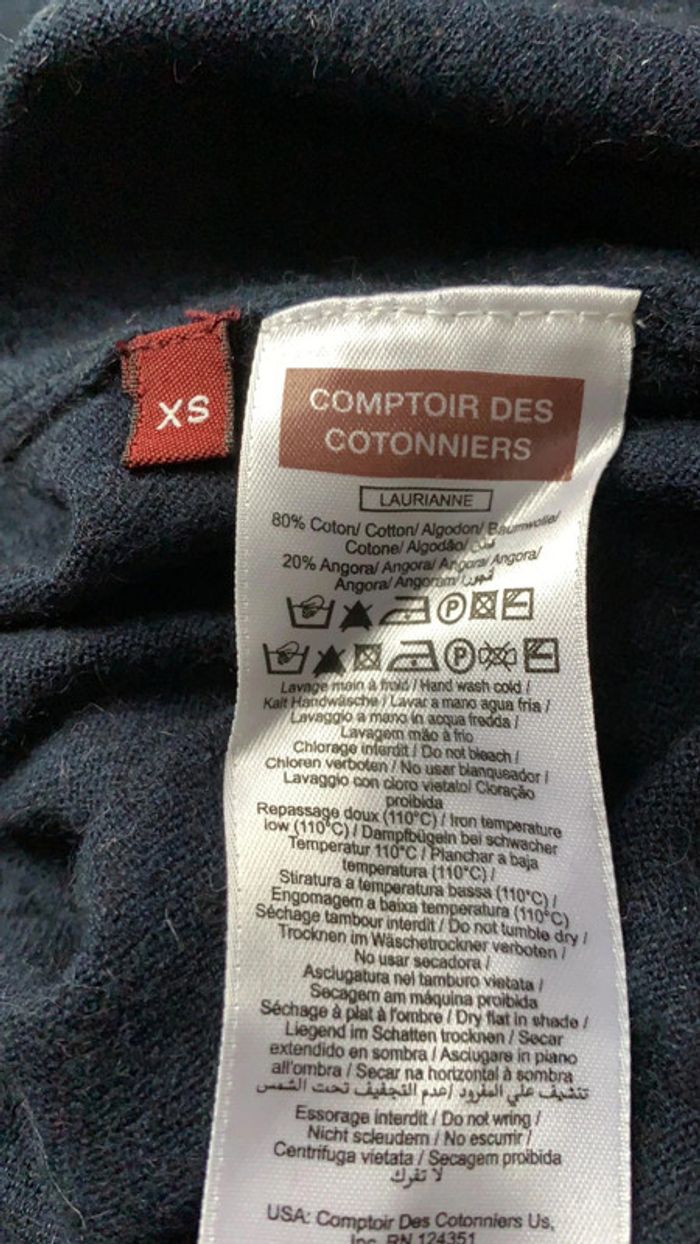 XS
COMPTOIR DES
COTONNIERS
LAURIANNE
80% Coton/ Cotton/ Algodon/ Baumwolle/
Cotone/ Algodão/ قطن
20% Angora/ Angora/ Angora/ Angora/
Angora/ Angoram/
P
P
Lavage main à froid / Hand wash cold /
Kalt Handwäsche / Lavar a mano agua fria /
Lavaggio a mano in acqua fredda /
Lavagem mão à frio
Chlorage interdit / Do not bleach /
Chloren verboten / No usar blanqueador /
Lavaggio con cloro vietato/ Cloração
proibida
Repassage doux (110°C) / Iron temperature
low (110°C) / Dampfbügeln bei schwacher
Temperatur 110°C / Planchar a baja
temperatura (110°C) /
Stiratura a temperatura bassa (110°C) /
Engomagem a baixa temperatura (110°C)
Séchage tambour interdit / Do not tumble dry /
Trocknen im Wäschetrockner verboten /
No usar secadora /
Asciugatura nel tamburo vietata /
Secagem am máquina proibida
Séchage à plat à l'ombre / Dry flat in shade /
Liegend im Schatten trocknen / Secar
extendido en sombra / Asciugare in piano
all'ombra / Secar na horizontal à sombra
تنشيف علي المفرود /عدم التجفيف تحت الشمس
Essorage interdit / Do not wring /
Nicht scleudern / No escurrir /
Centrifuga vietata / Secagem proibida
لا تفرك
USA: Comptoir Des Cotonniers Us,
Inc. RN 124351